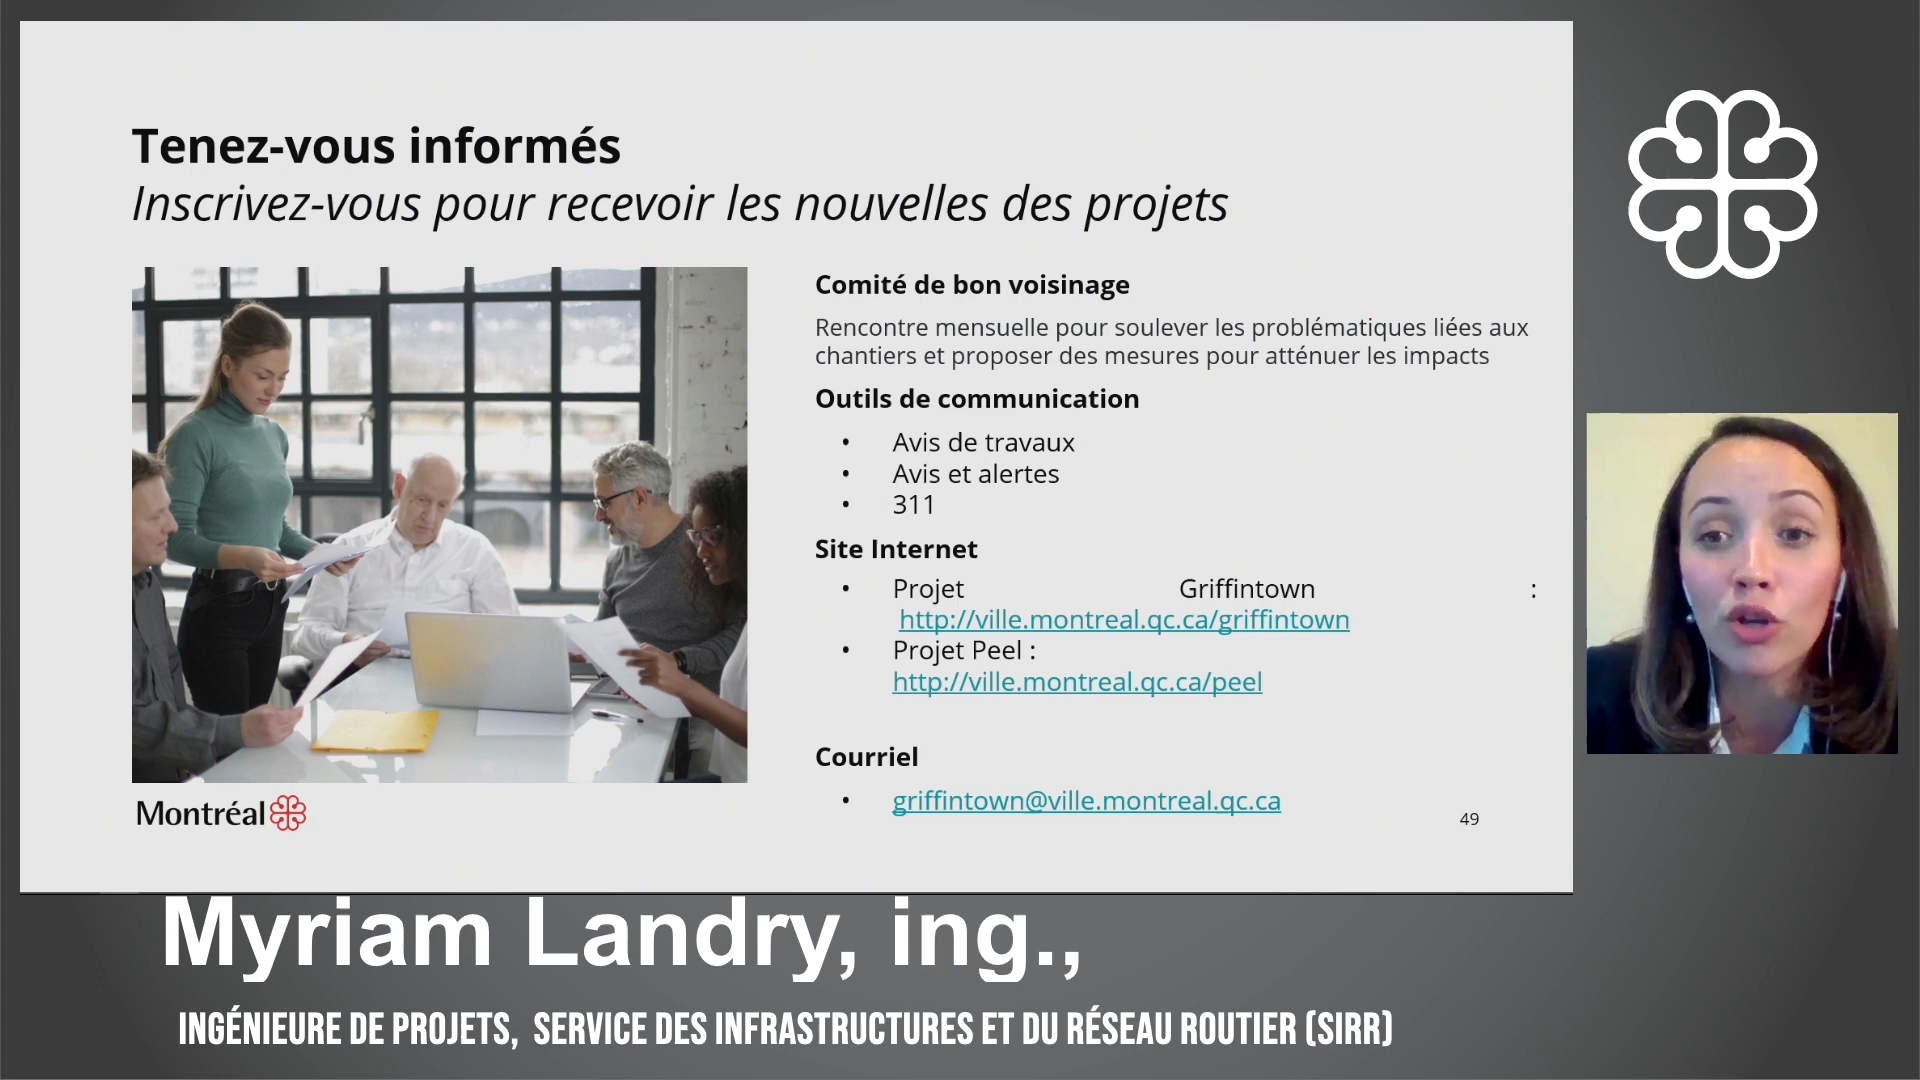 Tenez-vous informés
Inscrivez-vous pour recevoir les nouvelles des projets
Comité de bon voisinage
Rencontre mensuelle pour soulever les problématiques liées aux
chantiers et proposer des mesures pour atténuer les impacts
Outils de communication
• Avis de travaux
• Avis et alertes
• 311
Site Internet
• Projet Griffintown :
http://ville.montreal.qc.ca/griffintown
• Projet Peel :
http://ville.montreal.qc.ca/peel
Courriel
• griffintown@ville.montreal.qc.ca
Montréal
49
Myriam Landry, ing.,
INGÉNIEURE DE PROJETS, SERVICE DES INFRASTRUCTURES ET DU RÉSEAU ROUTIER (SIRR)